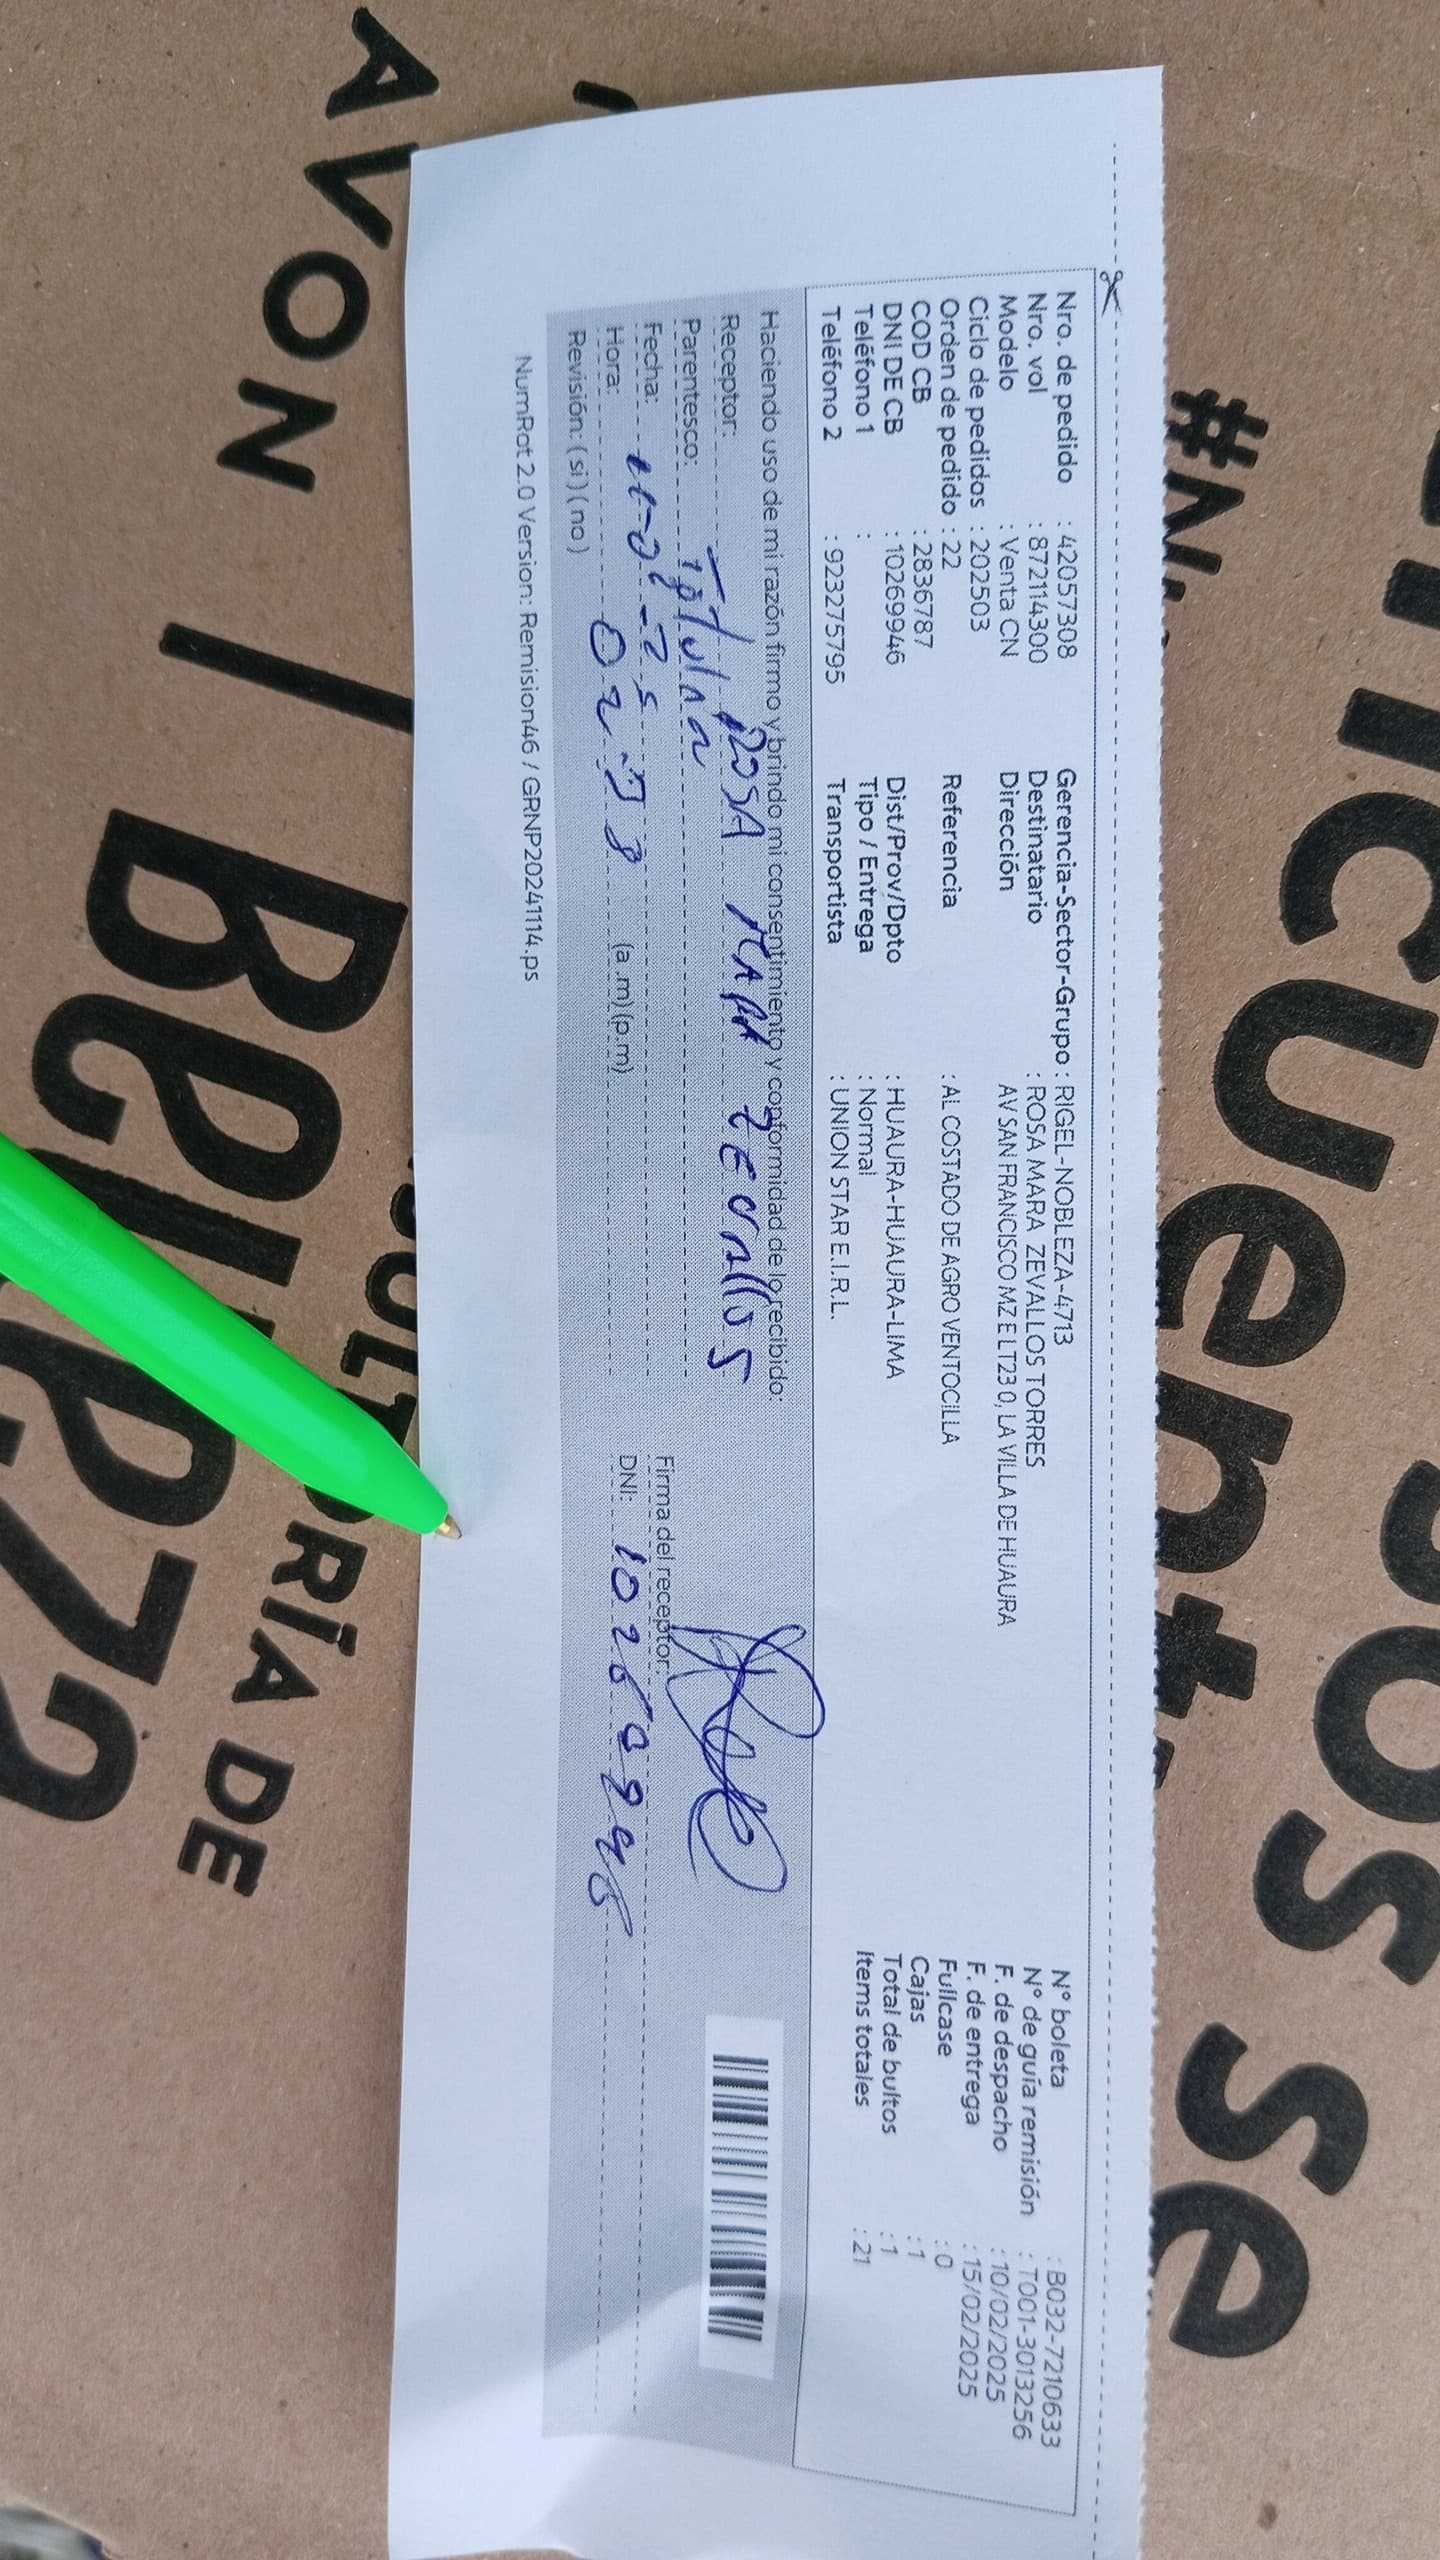 Nro. de pedido : 42057308
Nro. vol : 872114300
Modelo : Venta CN
Ciclo de pedidos : 202503
Orden de pedido : 22
COD CB : 2836787
DNI DE CB : 10269946
Teléfono 1 :
Teléfono 2 : 923275795
Gerencia-Sector-Grupo : RIGEL-NOBLEZA-4713
Destinatario : ROSA MARA ZEVALLOS TORRES
Dirección AV SAN FRANCISCO MZ E LT23 0, LA VILLA DE HUAURA
Referencia : AL COSTADO DE AGRO VENTOCILLA
Dist/Prov/Dpto : HUAURA-HUAURA-LIMA
Tipo / Entrega : Normal
Transportista : UNION STAR E.I.R.L.
N° boleta : B032-7210633
N° de guía remisión : T001-3013256
F. de despacho : 10/02/2025
F. de entrega : 15/02/2025
Fullcase : 0
Cajas : 1
Total de bultos : 1
Items totales : 21
Haciendo uso de mi razón firmo y brindo mi consentimiento y conformidad de lo recibido:
Receptor: ROSA MARA
Parentesco:
Fecha:
Hora: (a.m) (p.m)
Revisión: ( si ) ( no )
Firma del receptor:
DNI:
NumRot 2.0 Version: Remision46 / GRNP20241114.ps
AVON |
RÍA DE
se